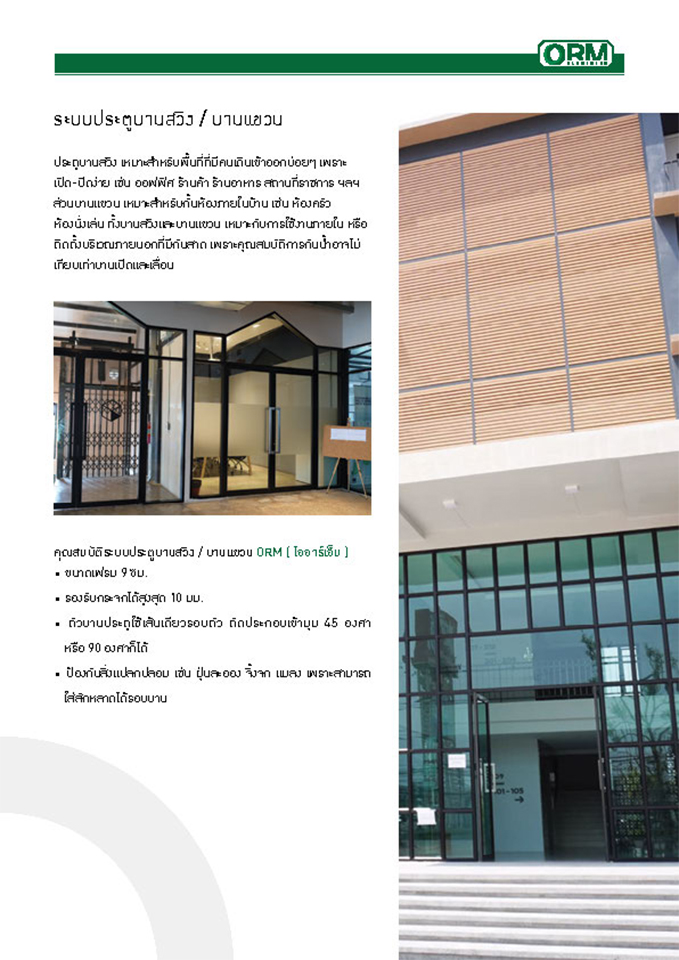 ORM
ALUMINIUM
ระบบประตูบานสวิง / บานแขวน
ประตูบานสวิง เหมาะสำหรับพื้นที่ที่มีคนเดินเข้าออกบ่อยๆ เพราะ
เปิด-ปิดง่าย เช่น ออฟฟิศ ร้านค้า ร้านอาหาร สถานที่ราชการ ฯลฯ
ส่วนบานแขวน เหมาะสำหรับกั้นห้องภายในบ้าน เช่น ห้องครัว
ห้องนั่งเล่น ทั้งบานสวิงและบานแขวน เหมาะกับการใช้งานภายใน หรือ
ติดตั้งบริเวณภายนอกที่มีกันสาด เพราะคุณสมบัติการกันน้ำอาจไม่
เทียบเท่าบานเปิดและเลื่อน
คุณสมบัติระบบประตูบานสวิง / บานแขวน ORM ( โออาร์เอ็ม )
• ขนาดเฟรม 9 ซม.
• รองรับกระจกได้สูงสุด 10 มม.
• ตัวบานประตูใช้เส้นเดียวรอบตัว ตัดประกอบเข้ามุม 45 องศา
หรือ 90 องศาก็ได้
• ป้องกันสิ่งแปลกปลอม เช่น ฝุ่นละออง จิ้งจก แมลง เพราะสามารถ
ใส่สักหลาดได้รอบบาน
101-105
→